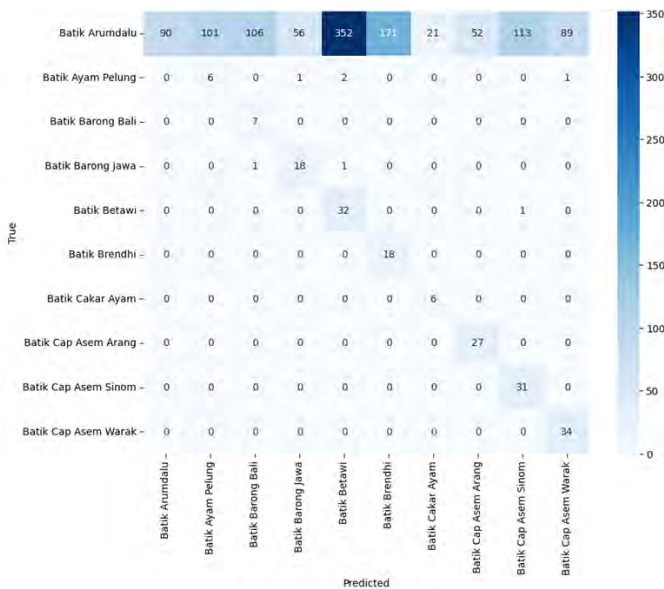 Batik Arumdalu 90 101 106 56 352 171 21 52 113 89
Batik Ayam Pelung 0 6 0 1 2 0 0 0 0 1
Batik Barong Bali 0 0 7 0 0 0 0 0 0 0
Batik Barong Jawa 0 0 1 18 1 0 0 0 0 0
Batik Betawi 0 0 0 0 32 0 0 0 1 0
Batik Brendhi 0 0 0 0 0 18 0 0 0 0
Batik Cakar Ayam 0 0 0 0 0 0 6 0 0 0
Batik Cap Asem Arang 0 0 0 0 0 0 0 27 0 0
Batik Cap Asem Sinom 0 0 0 0 0 0 0 0 31 0
Batik Cap Asem Warak 0 0 0 0 0 0 0 0 0 34
True
Batik Arumdalu
Batik Ayam Pelung
Batik Barong Bali
Batik Barong Jawa
Batik Betawi
Batik Brendhi
Batik Cakar Ayam
Batik Cap Asem Arang
Batik Cap Asem Sinom
Batik Cap Asem Warak
Predicted
350
300
250
200
150
100
50
0